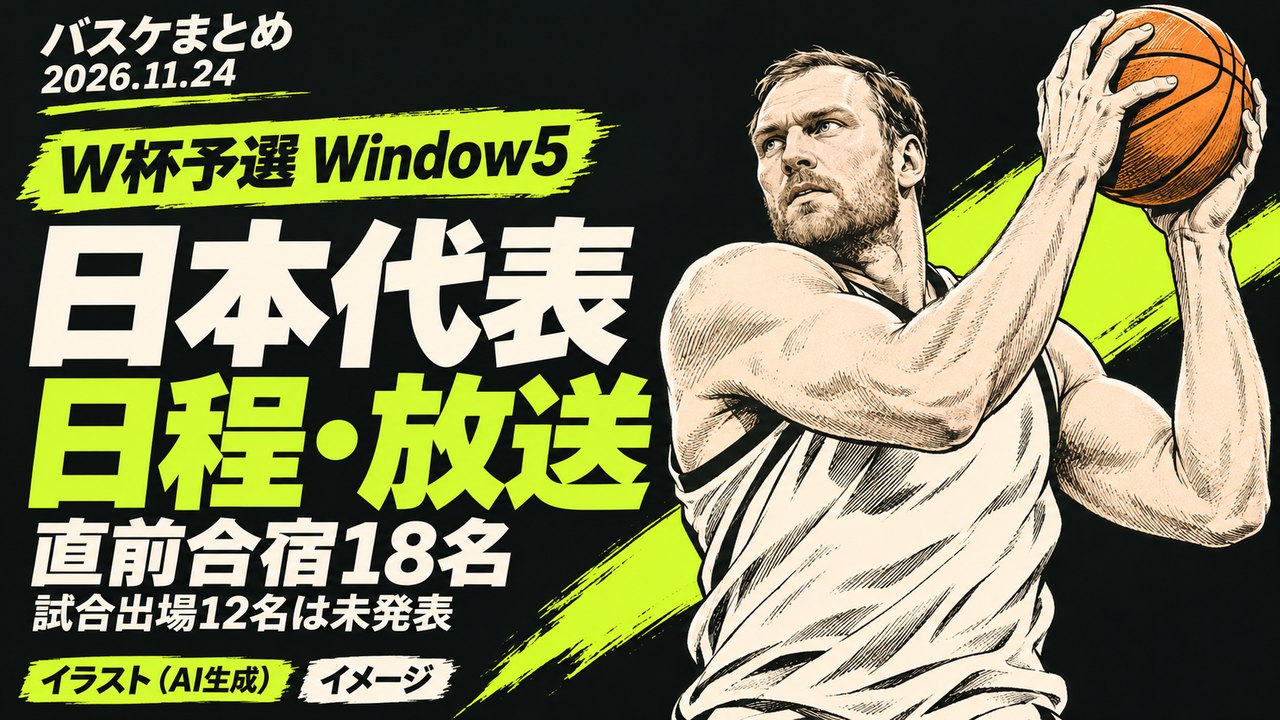 バスケまとめ
2026.11.24
W杯予選 Window5
日本代表
日程・放送
直前合宿18名
試合出場12名は未発表
イラスト（AI生成）
イメージ